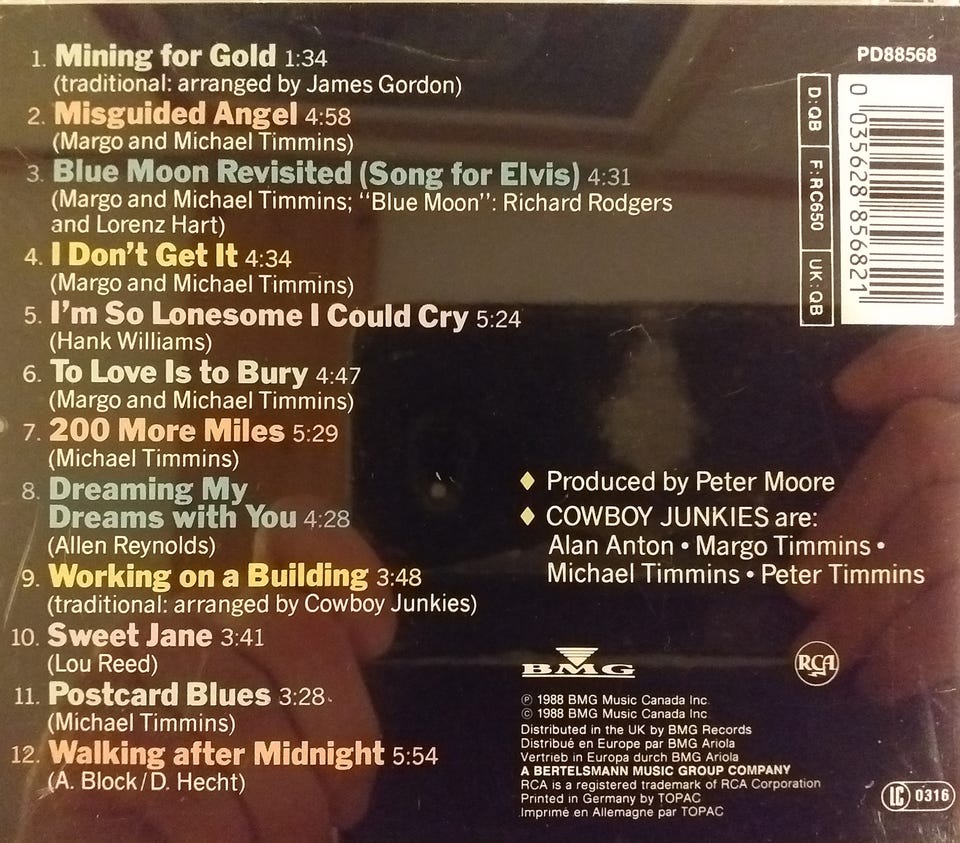 1. Mining for Gold 1:34
(traditional: arranged by James Gordon)
2. Misguided Angel 4:58
(Margo and Michael Timmins)
3. Blue Moon Revisited (Song for Elvis) 4:31
(Margo and Michael Timmins; “Blue Moon”: Richard Rodgers
and Lorenz Hart)
4. I Don’t Get It 4:34
(Margo and Michael Timmins)
5. I’m So Lonesome I Could Cry 5:24
(Hank Williams)
6. To Love Is to Bury 4:47
(Margo and Michael Timmins)
7. 200 More Miles 5:29
(Michael Timmins)
8. Dreaming My
Dreams with You 4:28
(Allen Reynolds)
9. Working on a Building 3:48
(traditional: arranged by Cowboy Junkies)
10. Sweet Jane 3:41
(Lou Reed)
11. Postcard Blues 3:28
(Michael Timmins)
12. Walking after Midnight 5:54
(A. Block/D. Hecht)
PD88568
D:QB F:RC650 UK:QB
0 035628 856821
♦ Produced by Peter Moore
♦ COWBOY JUNKIES are:
Alan Anton • Margo Timmins •
Michael Timmins • Peter Timmins
BMG
RCA
℗ 1988 BMG Music Canada Inc.
© 1988 BMG Music Canada Inc.
Distributed in the UK by BMG Records
Distribué en Europe par BMG Ariola
Vertrieb in Europa durch BMG Ariola
A BERTELSMANN MUSIC GROUP COMPANY
RCA is a registered trademark of RCA Corporation
Printed in Germany by TOPAC
Imprimé en Allemagne par TOPAC
LC 0316